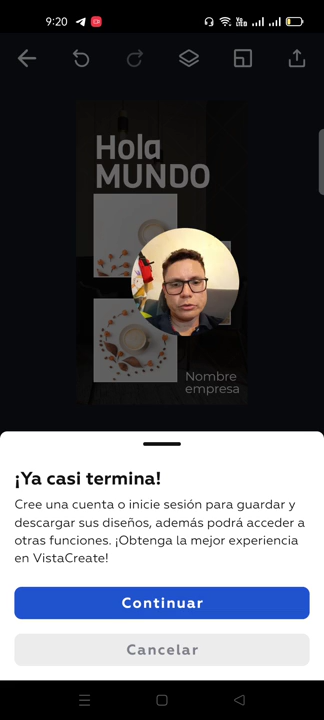 9:20
Hola
MUNDO
Nombre
empresa
¡Ya casi termina!
Cree una cuenta o inicie sesión para guardar y
descargar sus diseños, además podrá acceder a
otras funciones. ¡Obtenga la mejor experiencia
en VistaCreate!
Continuar
Cancelar